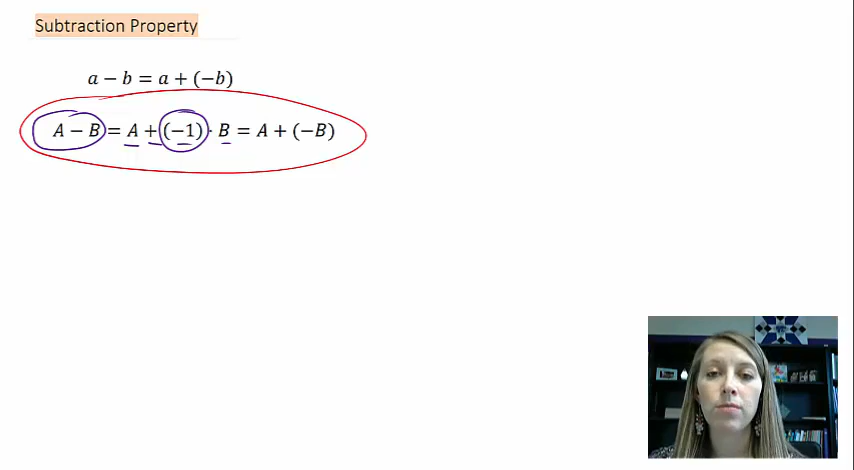 Subtraction Property
a − b = a + (−b)
A − B = A + (−1) · B = A + (−B)